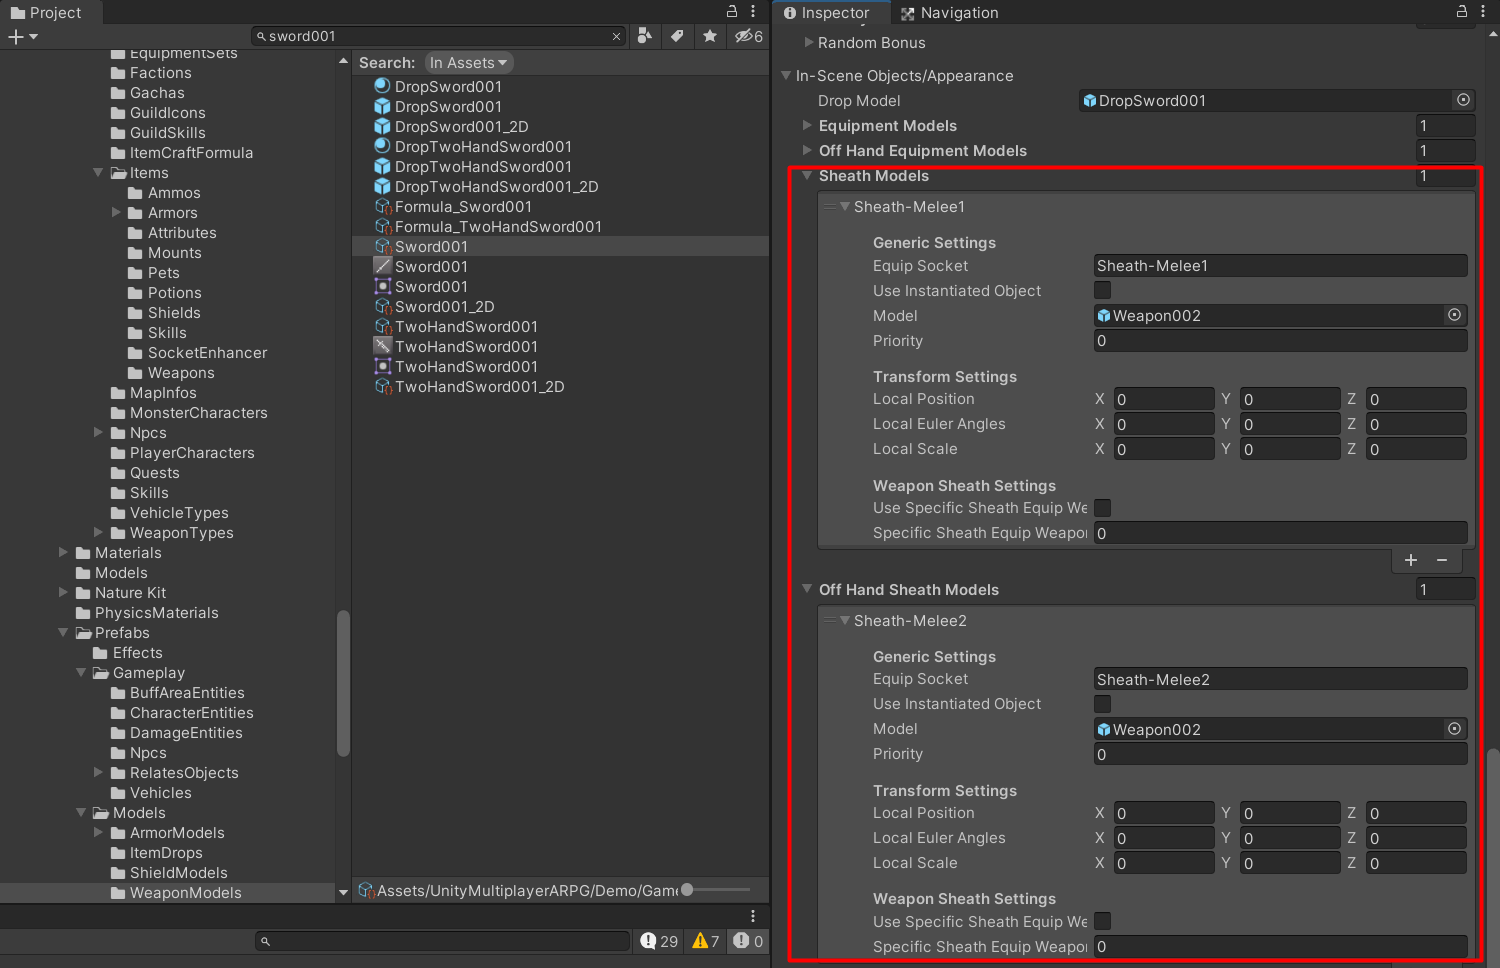 Project
sword001
6
EquipmentSets
Factions
Gachas
GuildIcons
GuildSkills
ItemCraftFormula
Items
Ammos
Armors
Attributes
Mounts
Pets
Potions
Shields
Skills
SocketEnhancer
Weapons
MapInfos
MonsterCharacters
Npcs
PlayerCharacters
Quests
Skills
VehicleTypes
WeaponTypes
Materials
Models
Nature Kit
PhysicsMaterials
Prefabs
Effects
Gameplay
BuffAreaEntities
CharacterEntities
DamageEntities
Npcs
RelatesObjects
Vehicles
Models
ArmorModels
ItemDrops
ShieldModels
WeaponModels
Search: In Assets
DropSword001
DropSword001
DropSword001_2D
DropTwoHandSword001
DropTwoHandSword001
DropTwoHandSword001_2D
Formula_Sword001
Formula_TwoHandSword001
Sword001
Sword001
Sword001
Sword001_2D
TwoHandSword001
TwoHandSword001
TwoHandSword001
TwoHandSword001_2D
Assets/UnityMultiplayerARPG/Demo/Game
29 7 0
Inspector Navigation
Random Bonus
In-Scene Objects/Appearance
Drop Model DropSword001
Equipment Models 1
Off Hand Equipment Models 1
Sheath Models 1
Sheath-Melee1
Generic Settings
Equip Socket Sheath-Melee1
Use Instantiated Object
Model Weapon002
Priority 0
Transform Settings
Local Position X 0 Y 0 Z 0
Local Euler Angles X 0 Y 0 Z 0
Local Scale X 0 Y 0 Z 0
Weapon Sheath Settings
Use Specific Sheath Equip We
Specific Sheath Equip Weapon 0
+ −
Off Hand Sheath Models 1
Sheath-Melee2
Generic Settings
Equip Socket Sheath-Melee2
Use Instantiated Object
Model Weapon002
Priority 0
Transform Settings
Local Position X 0 Y 0 Z 0
Local Euler Angles X 0 Y 0 Z 0
Local Scale X 0 Y 0 Z 0
Weapon Sheath Settings
Use Specific Sheath Equip We
Specific Sheath Equip Weapon 0